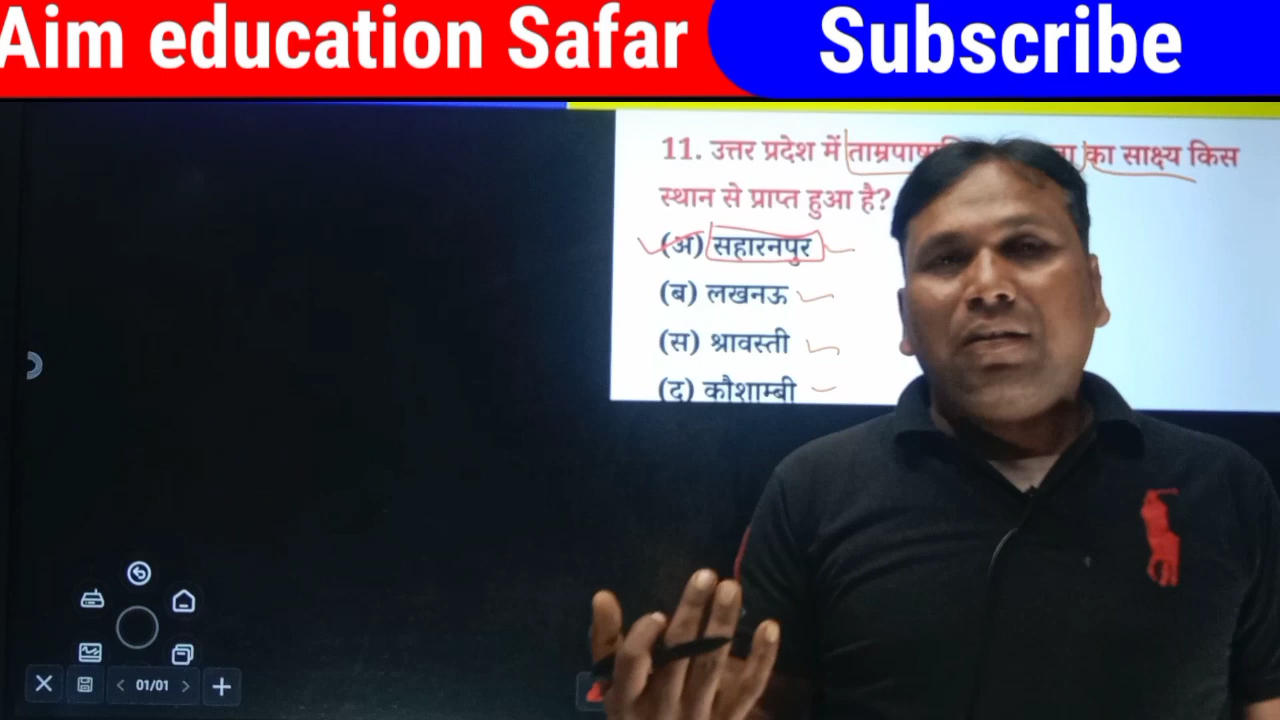 Aim education Safar
Subscribe
11. उत्तर प्रदेश में का साक्ष्य किस
स्थान से प्राप्त हुआ है?
(अ) सहारनपुर
(ब) लखनऊ
(स) श्रावस्ती
(द) कौशाम्बी
01/01